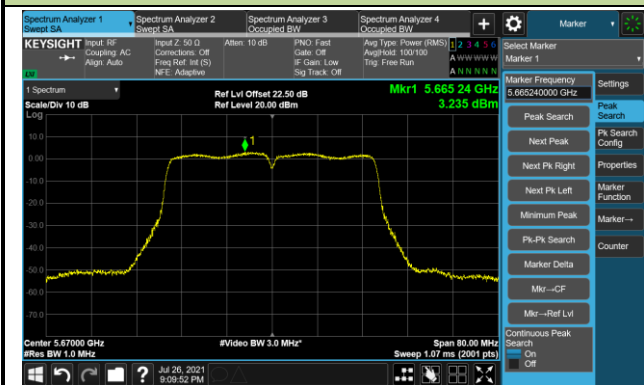 Spectrum Analyzer 1
Swept SA
Spectrum Analyzer 2
Swept SA
Spectrum Analyzer 3
Occupied BW
Spectrum Analyzer 4
Occupied BW
+
Marker
KEYSIGHT
Input: RF
Coupling: AC
Align: Auto
Input Z: 50 Ω
Corrections: Off
Freq Ref: Int (S)
NFE: Adaptive
Atten: 10 dB
PNO: Fast
Gate: Off
IF Gain: Low
Sig Track: Off
Avg Type: Power (RMS)
Avg|Hold: 100/100
Trig: Free Run
1 2 3 4 5 6
A W W W W W
A N N N N N
Select Marker
Marker 1
1 Spectrum
Scale/Div 10 dB
Log
Ref Lvl Offset 22.50 dB
Ref Level 20.00 dBm
Mkr1 5.665 24 GHz
3.235 dBm
1
10.0
0.00
-10.0
-20.0
-30.0
-40.0
-50.0
-60.0
-70.0
Center 5.67000 GHz
#Res BW 1.0 MHz
#Video BW 3.0 MHz*
Span 80.00 MHz
Sweep 1.07 ms (2001 pts)
Marker Frequency
5.665240000 GHz
Peak Search
Next Peak
Next Pk Right
Next Pk Left
Minimum Peak
Pk-Pk Search
Marker Delta
Mkr→CF
Mkr→Ref Lvl
Continuous Peak
Search
On
Off
Settings
Peak
Search
Pk Search
Config
Properties
Marker
Function
Marker→
Counter
?
Jul 26, 2021
9:09:52 PM